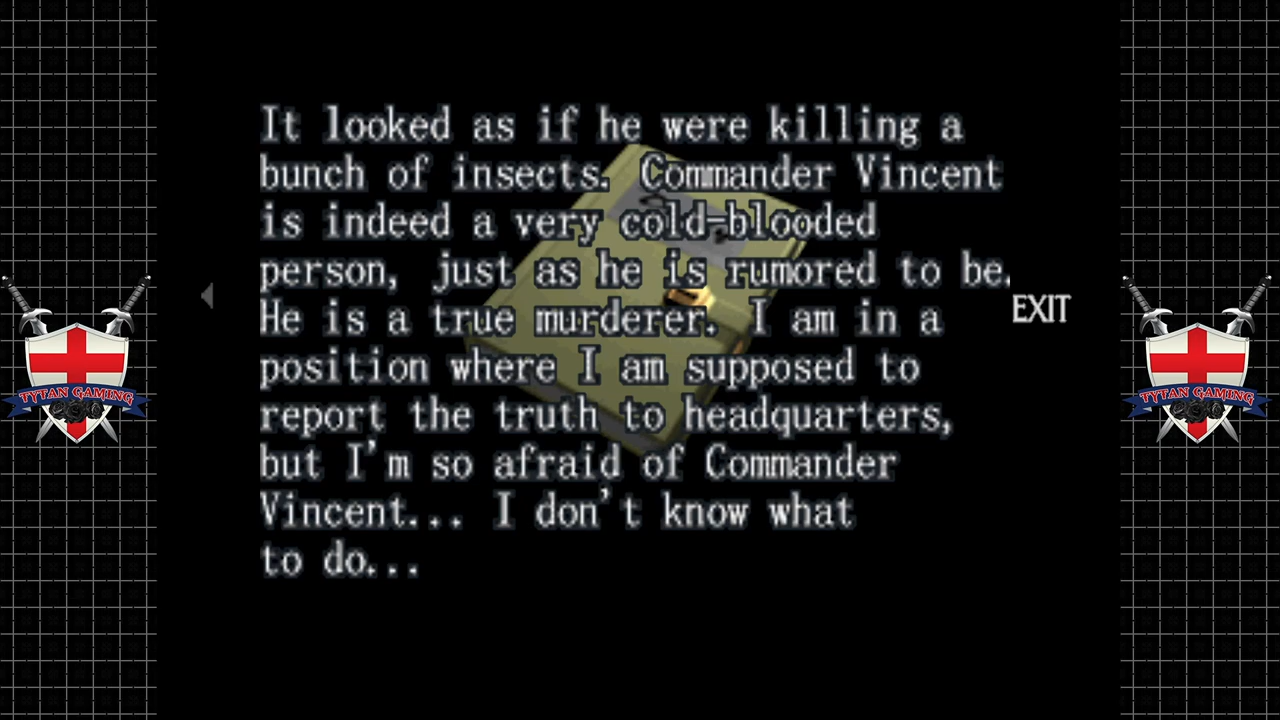 It looked as if he were killing a
bunch of insects. Commander Vincent
is indeed a very cold-blooded
person, just as he is rumored to be.
He is a true murderer. I am in a
position where I am supposed to
report the truth to headquarters,
but I'm so afraid of Commander
Vincent... I don't know what
to do...
EXIT
TYTAN GAMING
TYTAN GAMING